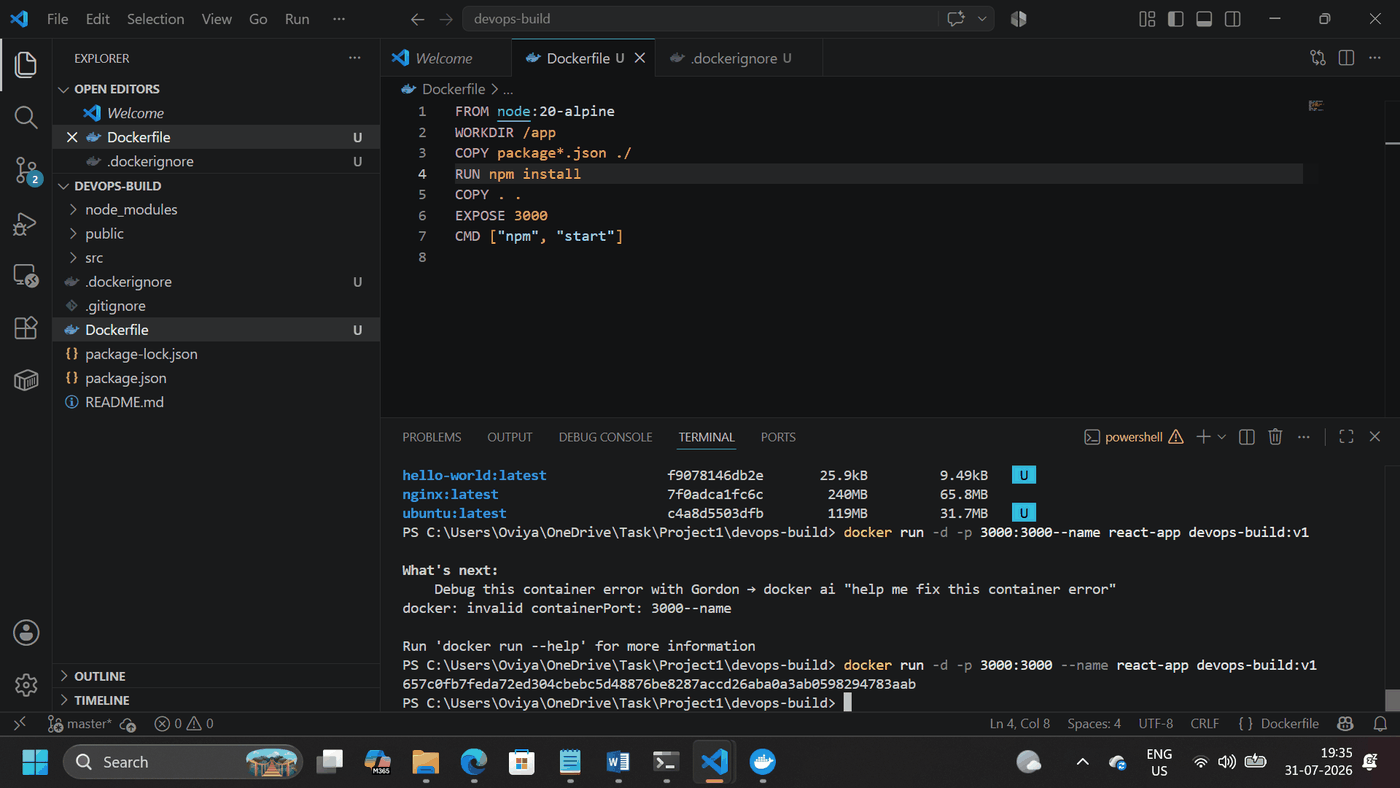 File Edit Selection View Go Run ··· devops-build
EXPLORER ···
OPEN EDITORS
Welcome
Dockerfile U
.dockerignore U
DEVOPS-BUILD
node_modules
public
src
.dockerignore U
.gitignore
Dockerfile U
package-lock.json
package.json
README.md
OUTLINE
TIMELINE
2
Welcome Dockerfile U .dockerignore U
Dockerfile > ...
1 FROM node:20-alpine
2 WORKDIR /app
3 COPY package*.json ./
4 RUN npm install
5 COPY . .
6 EXPOSE 3000
7 CMD ["npm", "start"]
8
PROBLEMS OUTPUT DEBUG CONSOLE TERMINAL PORTS powershell
hello-world:latest f9078146db2e 25.9kB 9.49kB U
nginx:latest 7f0adca1fc6c 240MB 65.8MB
ubuntu:latest c4a8d5503dfb 119MB 31.7MB U
PS C:\Users\Oviya\OneDrive\Task\Project1\devops-build> docker run -d -p 3000:3000--name react-app devops-build:v1
What's next:
Debug this container error with Gordon → docker ai "help me fix this container error"
docker: invalid containerPort: 3000--name
Run 'docker run --help' for more information
PS C:\Users\Oviya\OneDrive\Task\Project1\devops-build> docker run -d -p 3000:3000 --name react-app devops-build:v1
657c0fb7feda72ed304cbebc5d48876be8287accd26aba0a3ab0598294783aab
PS C:\Users\Oviya\OneDrive\Task\Project1\devops-build>
master* 0 0 Ln 4, Col 8 Spaces: 4 UTF-8 CRLF { } Dockerfile
Search M365 ENG US 19:35
31-07-2026